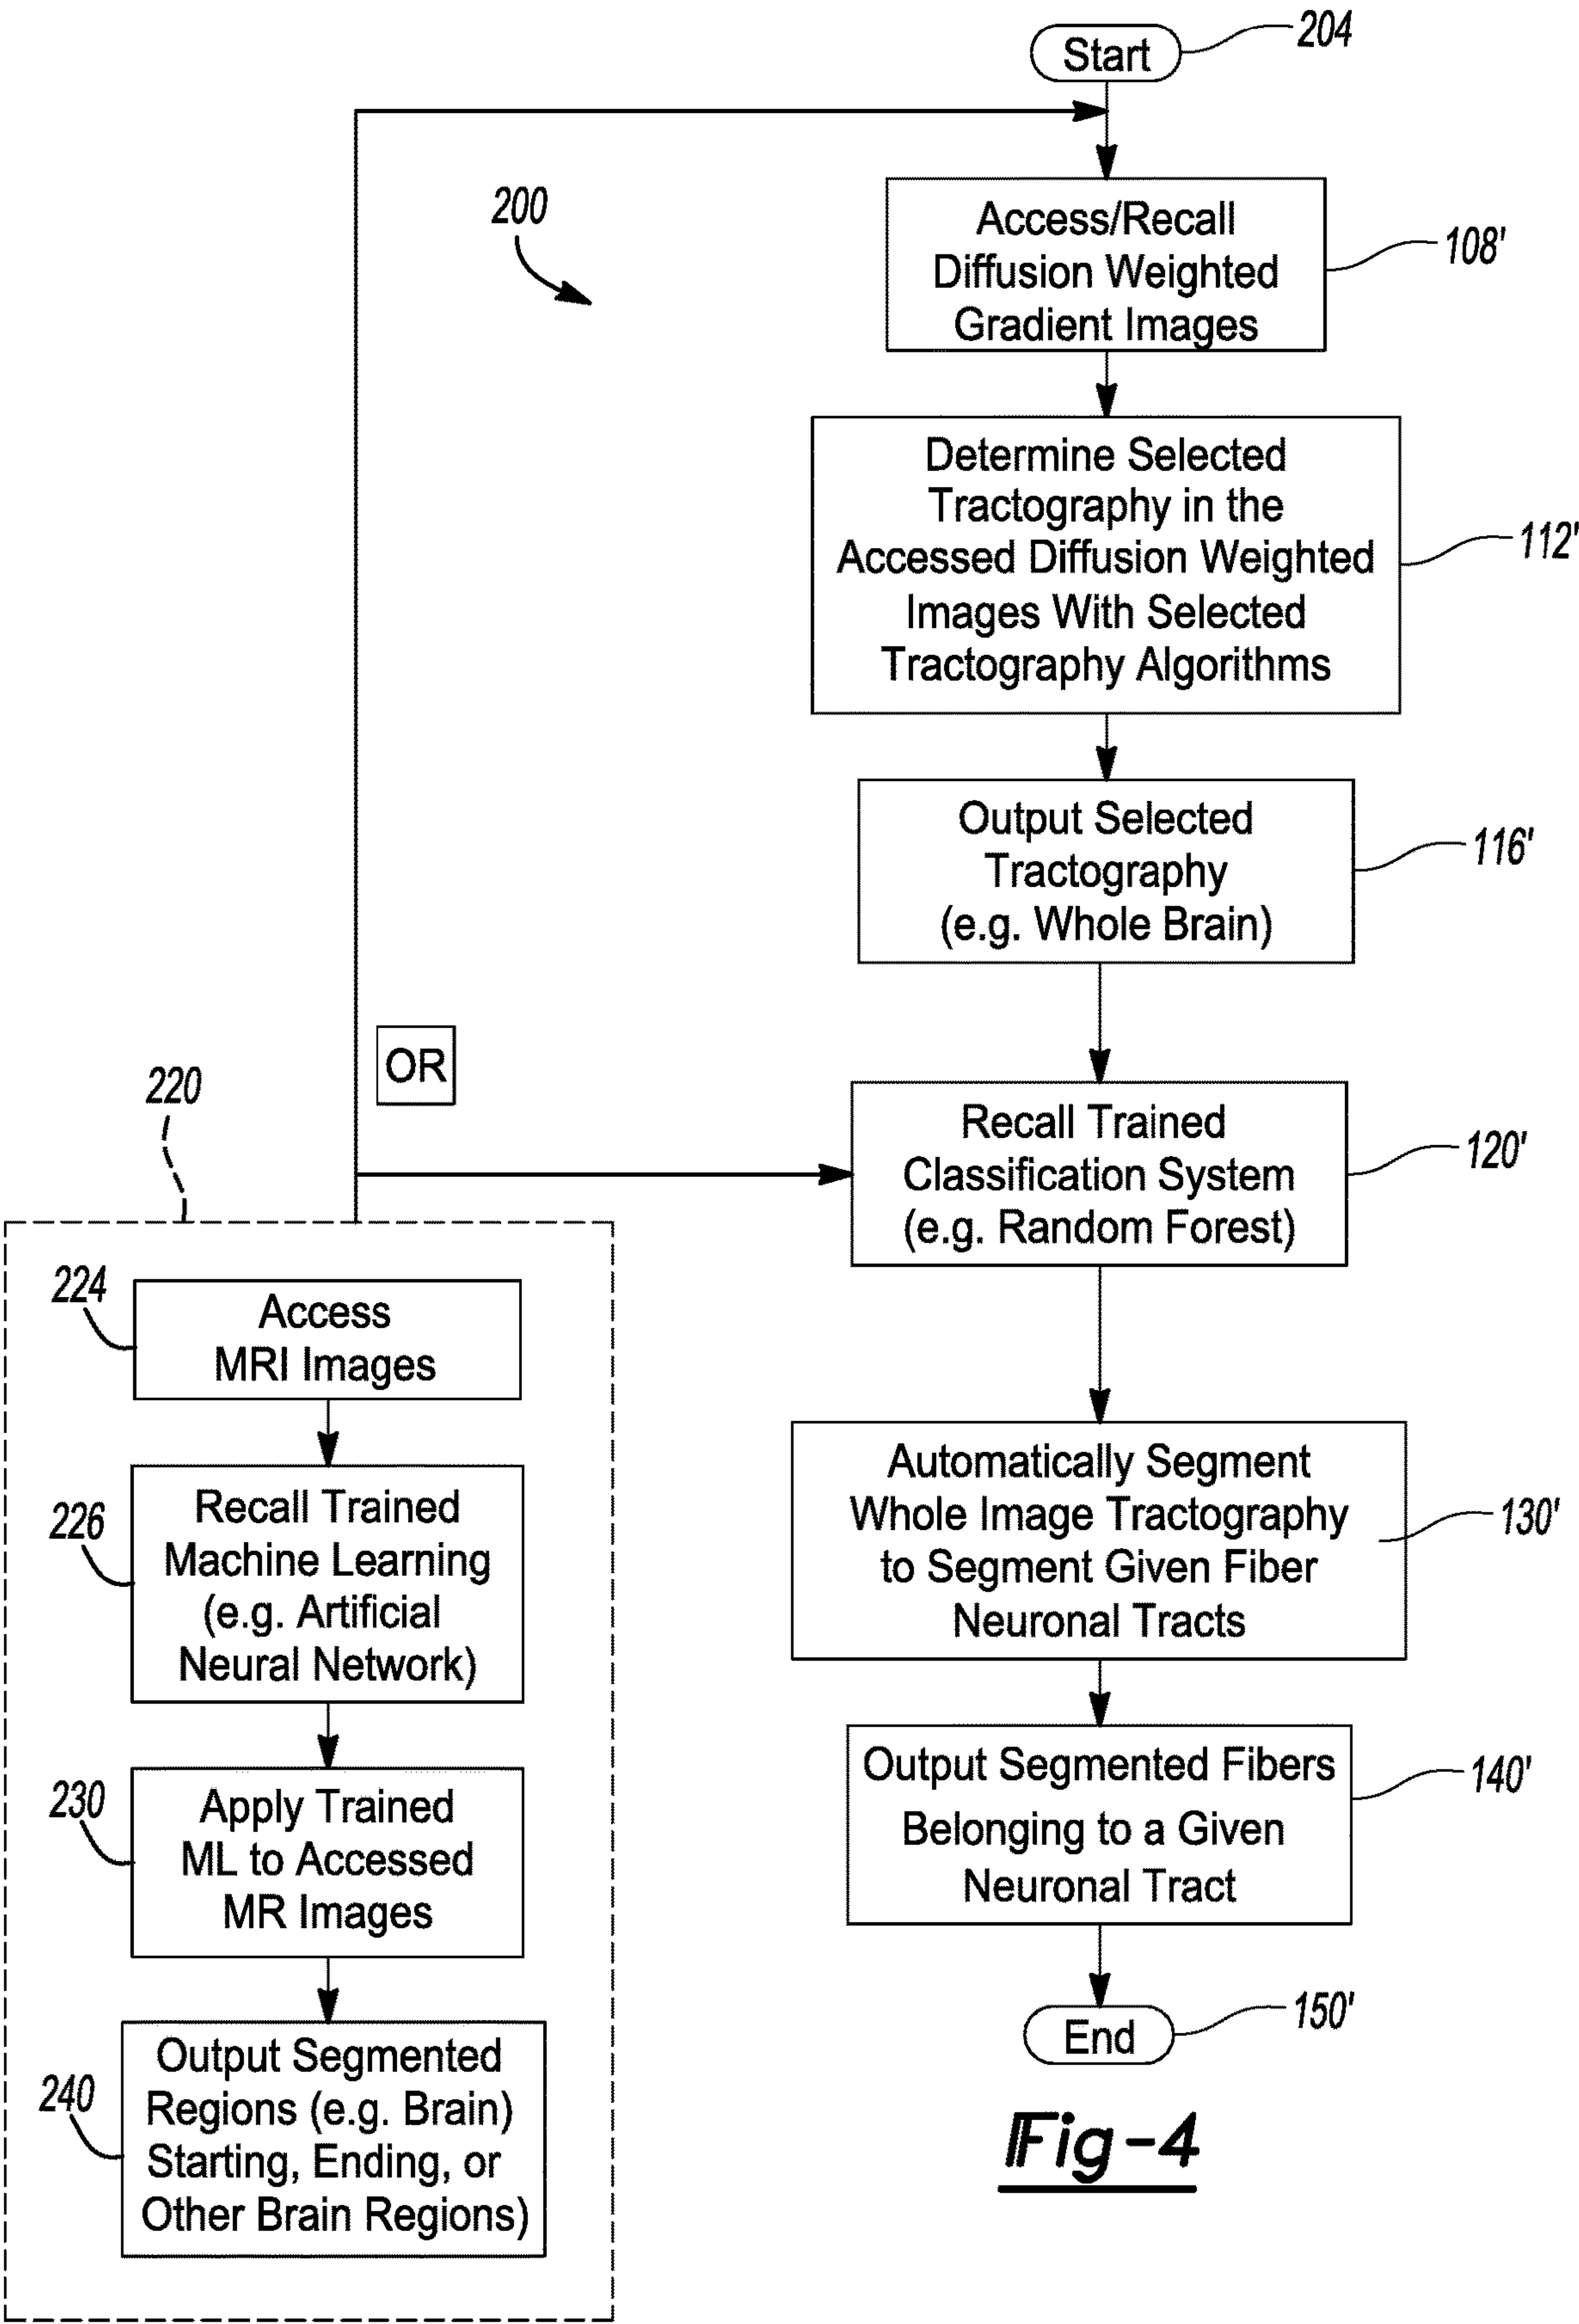 Start
204
200
Access/Recall
Diffusion Weighted
Gradient Images
108'
Determine Selected
Tractography in the
Accessed Diffusion Weighted
Images With Selected
Tractography Algorithms
112'
Output Selected
Tractography
(e.g. Whole Brain)
116'
OR
220
Recall Trained
Classification System
(e.g. Random Forest)
120'
224
Access
MRI Images
226
Recall Trained
Machine Learning
(e.g. Artificial
Neural Network)
230
Apply Trained
ML to Accessed
MR Images
240
Output Segmented
Regions (e.g. Brain)
Starting, Ending, or
Other Brain Regions)
Automatically Segment
Whole Image Tractography
to Segment Given Fiber
Neuronal Tracts
130'
Output Segmented Fibers
Belonging to a Given
Neuronal Tract
140'
End
150'
Fig-4